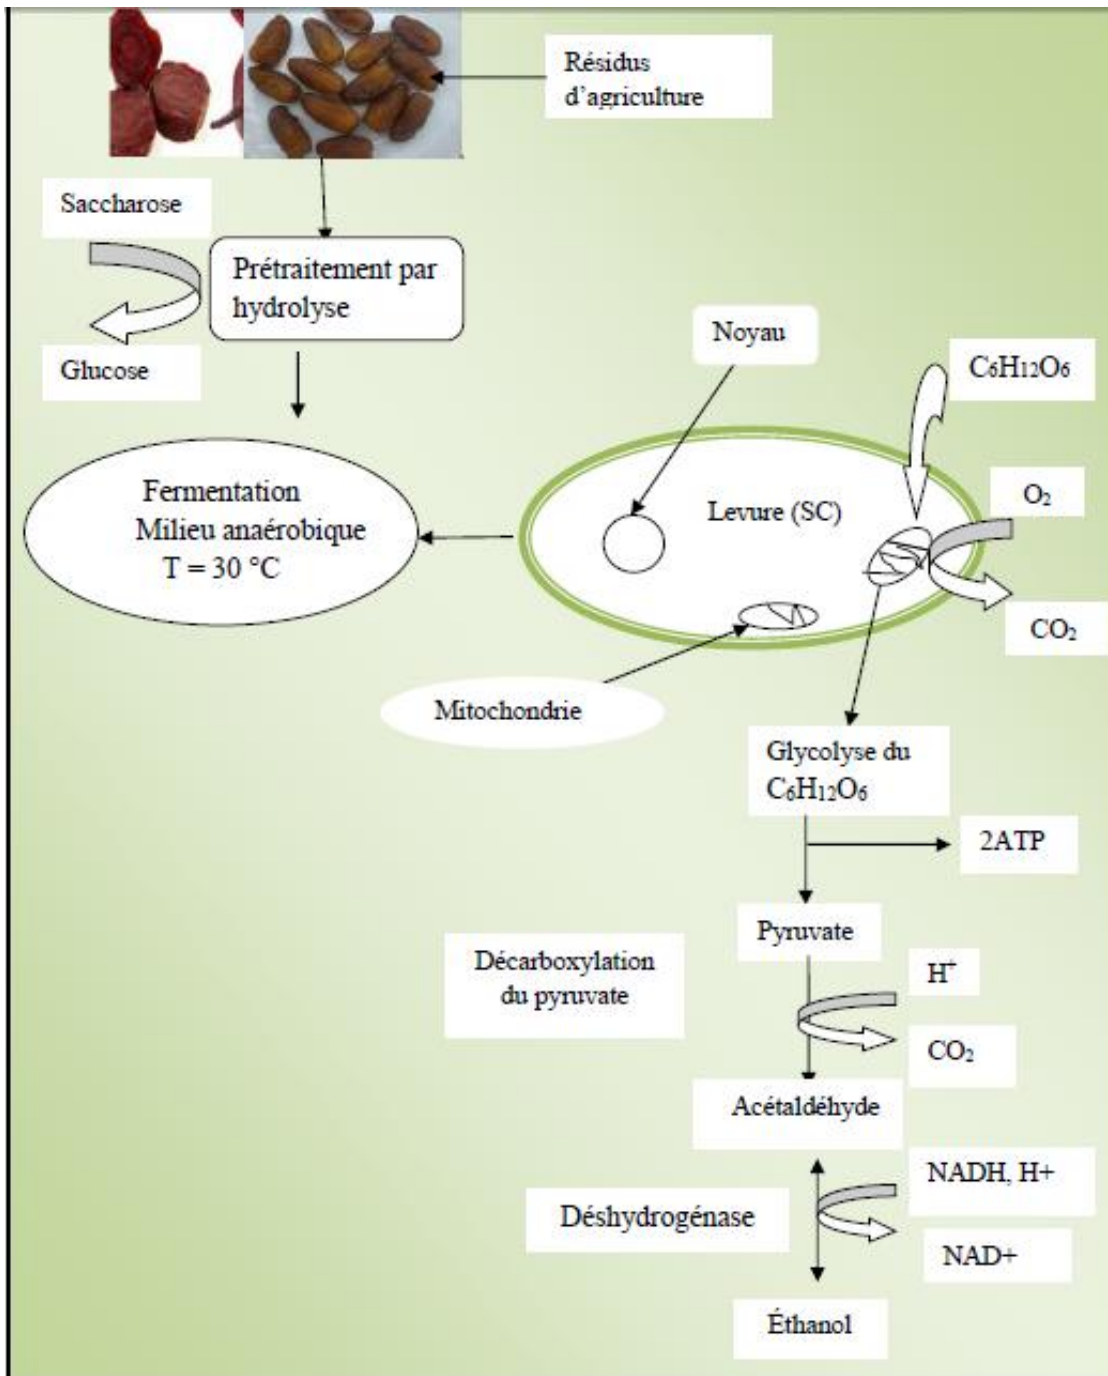 Résidus
d’agriculture
Saccharose
Prétraitement par
hydrolyse
Glucose
Noyau
C₆H₁₂O₆
Fermentation
Milieu anaérobique
T = 30 °C
Levure (SC)
O₂
CO₂
Mitochondrie
Glycolyse du
C₆H₁₂O₆
2ATP
Pyruvate
Décarboxylation
du pyruvate
H⁺
CO₂
Acétaldéhyde
NADH, H+
Déshydrogénase
NAD+
Éthanol